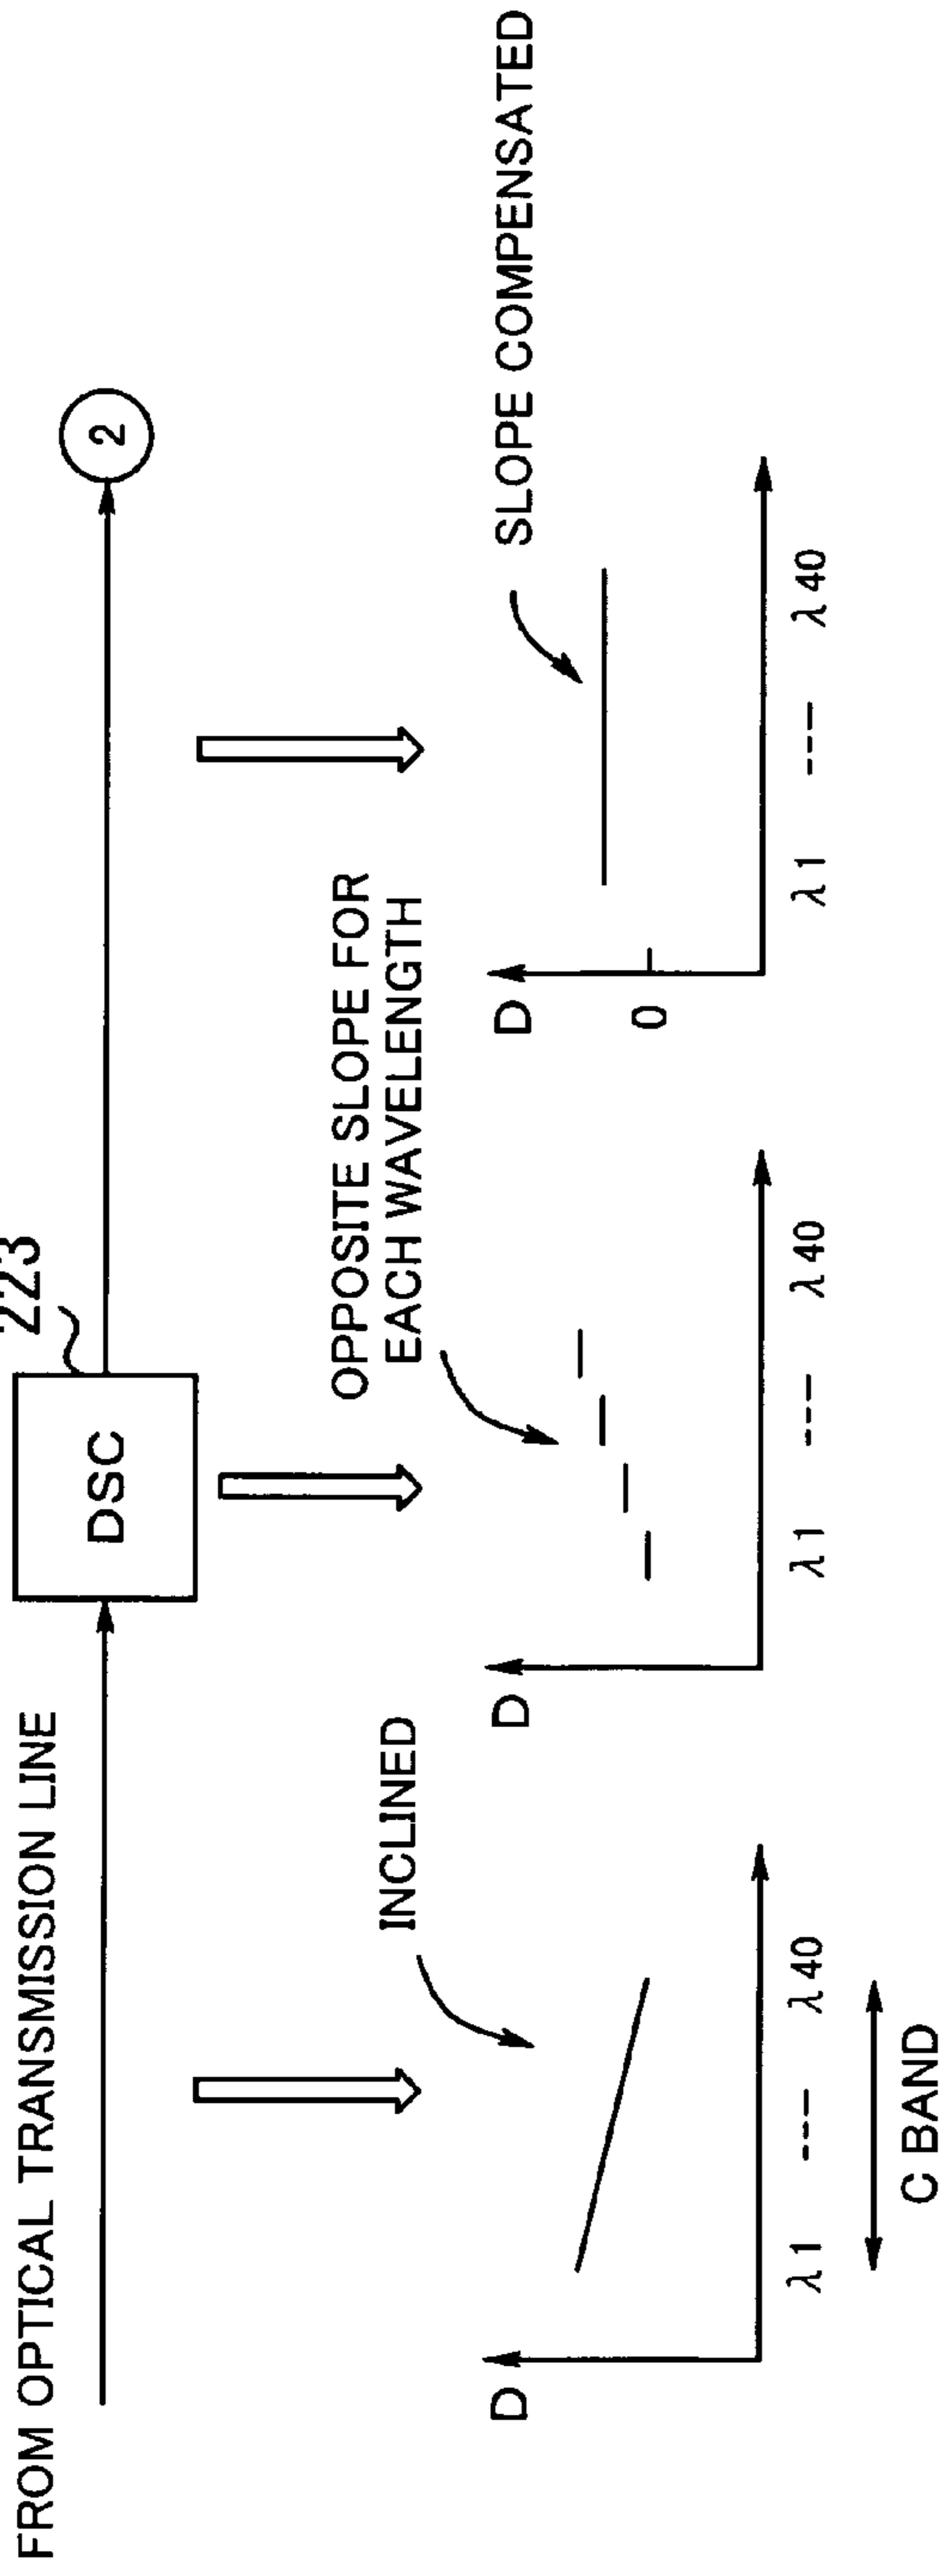 FROM OPTICAL TRANSMISSION LINE
DSC
223
2
INCLINED
OPPOSITE SLOPE FOR
EACH WAVELENGTH
SLOPE COMPENSATED
D
λ1 --- λ40
C BAND
D
λ1 --- λ40
D
0
λ1 --- λ40